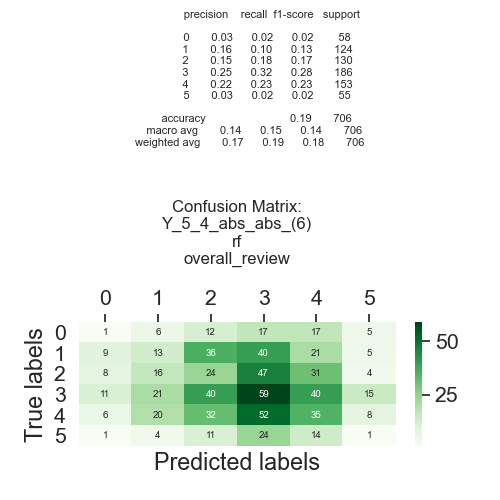 precision recall f1-score support
0 0.03 0.02 0.02 58
1 0.16 0.10 0.13 124
2 0.15 0.18 0.17 130
3 0.25 0.32 0.28 186
4 0.22 0.23 0.23 153
5 0.03 0.02 0.02 55
accuracy 0.19 706
macro avg 0.14 0.15 0.14 706
weighted avg 0.17 0.19 0.18 706
Confusion Matrix:
Y_5_4_abs_abs_(6)
rf
overall_review
0 1 2 3 4 5
0 1 6 12 17 17 5
1 9 13 36 40 21 5
2 8 16 24 47 31 4
3 11 21 40 59 40 15
4 6 20 32 52 35 8
5 1 4 11 24 14 1
True labels
Predicted labels
50
25